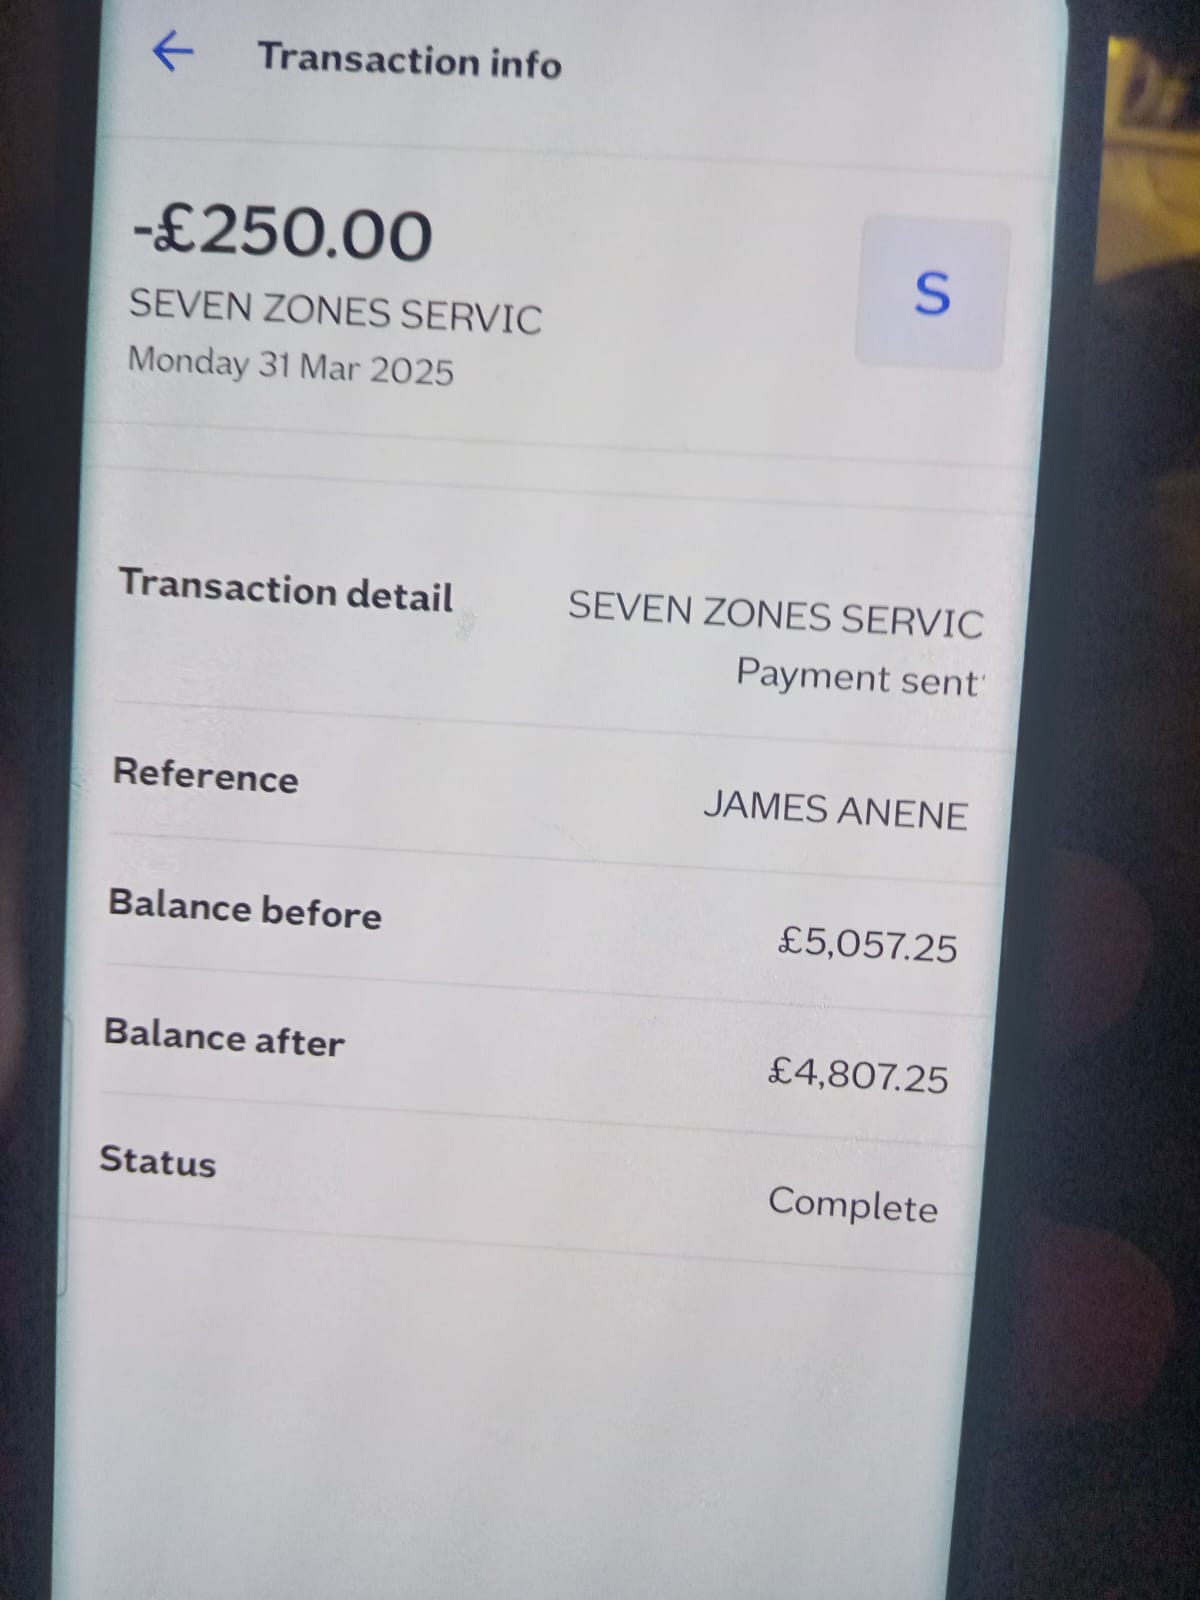 Transaction info
-£250.00
SEVEN ZONES SERVIC
Monday 31 Mar 2025
S
Transaction detail
SEVEN ZONES SERVIC
Payment sent
Reference
JAMES ANENE
Balance before
£5,057.25
Balance after
£4,807.25
Status
Complete